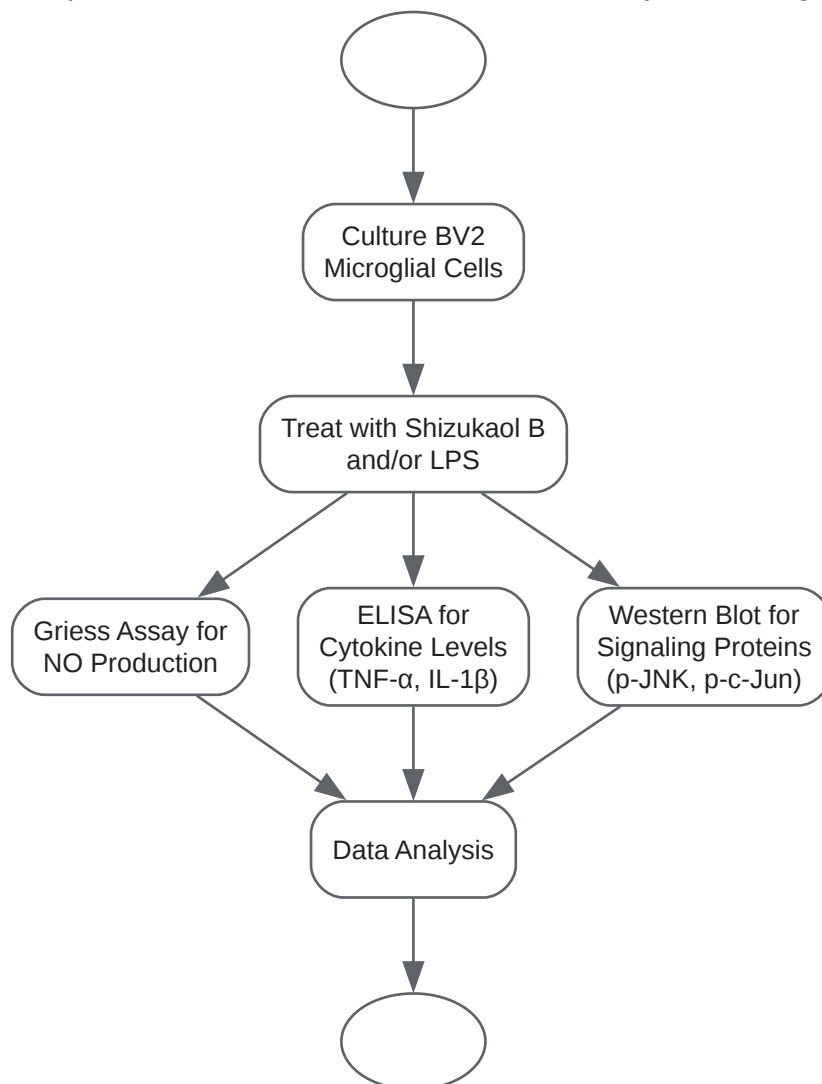 Culture BV2
Microglial Cells
Treat with Shizukaol B
and/or LPS
Griess Assay for
NO Production
ELISA for
Cytokine Levels
(TNF-α, IL-1β)
Western Blot for
Signaling Proteins
(p-JNK, p-c-Jun)
Data Analysis